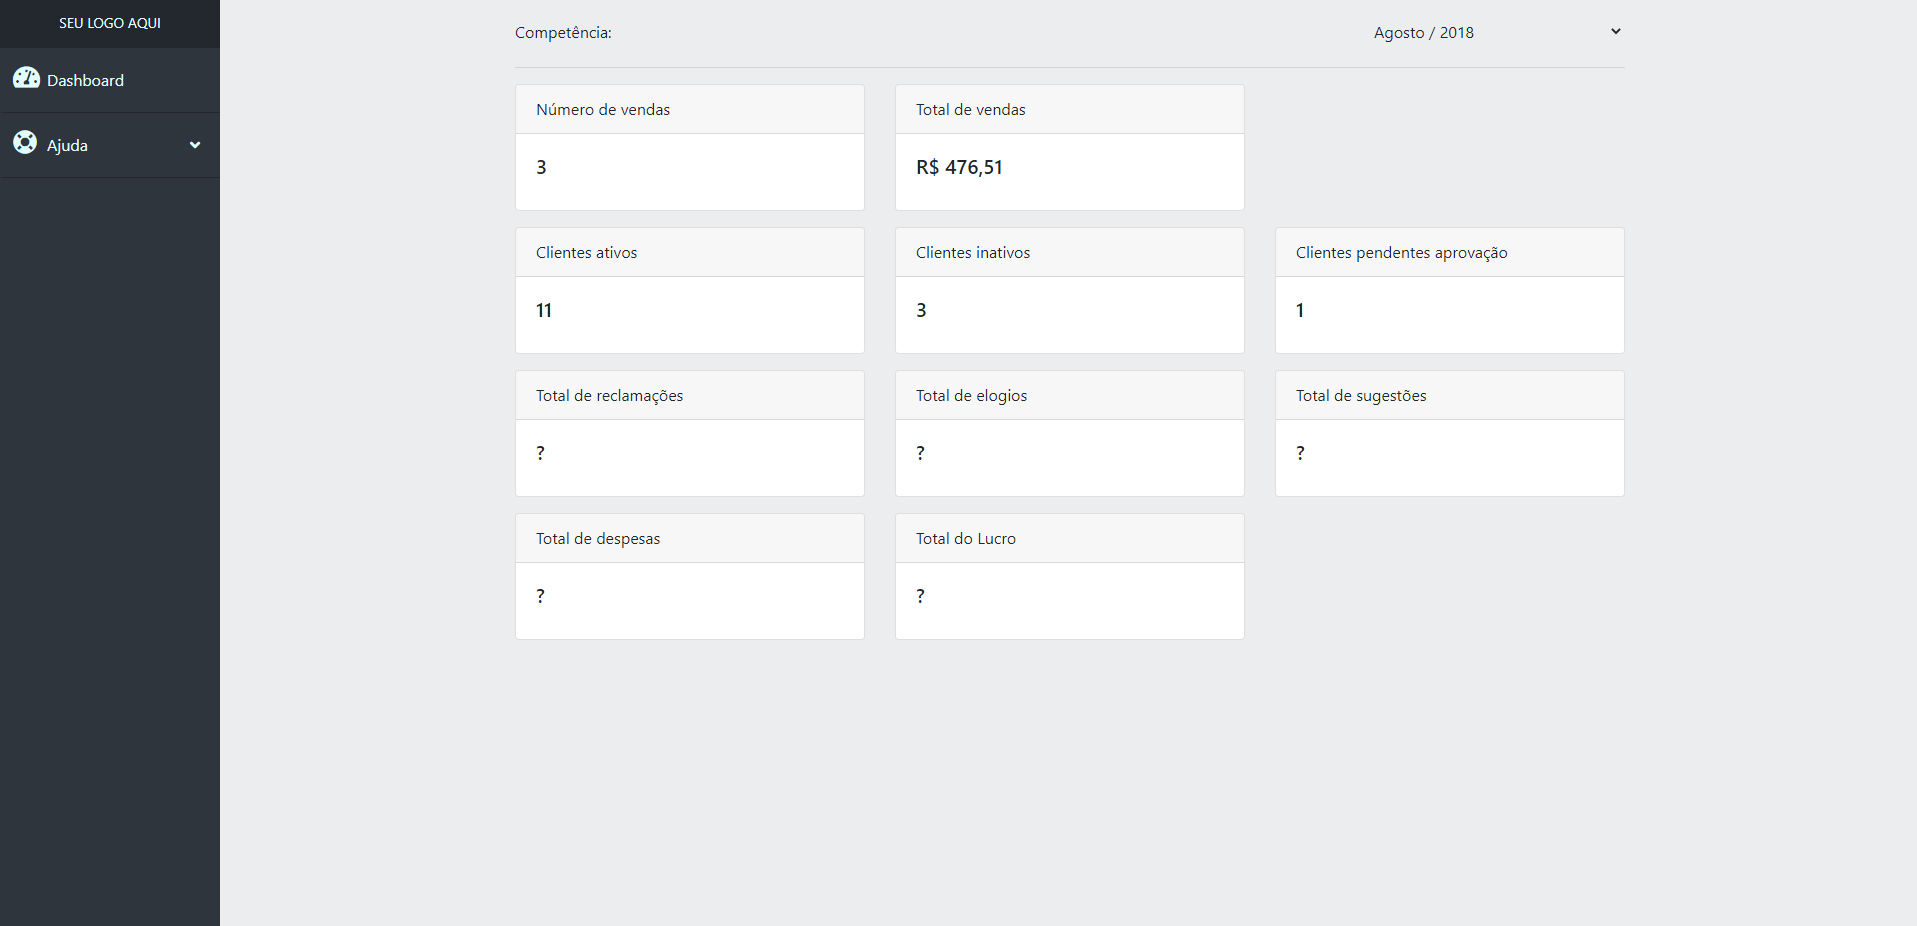 SEU LOGO AQUI
Dashboard
Ajuda
Competência:
Agosto / 2018
Número de vendas
3
Total de vendas
R$ 476,51
Clientes ativos
11
Clientes inativos
3
Clientes pendentes aprovação
1
Total de reclamações
?
Total de elogios
?
Total de sugestões
?
Total de despesas
?
Total do Lucro
?